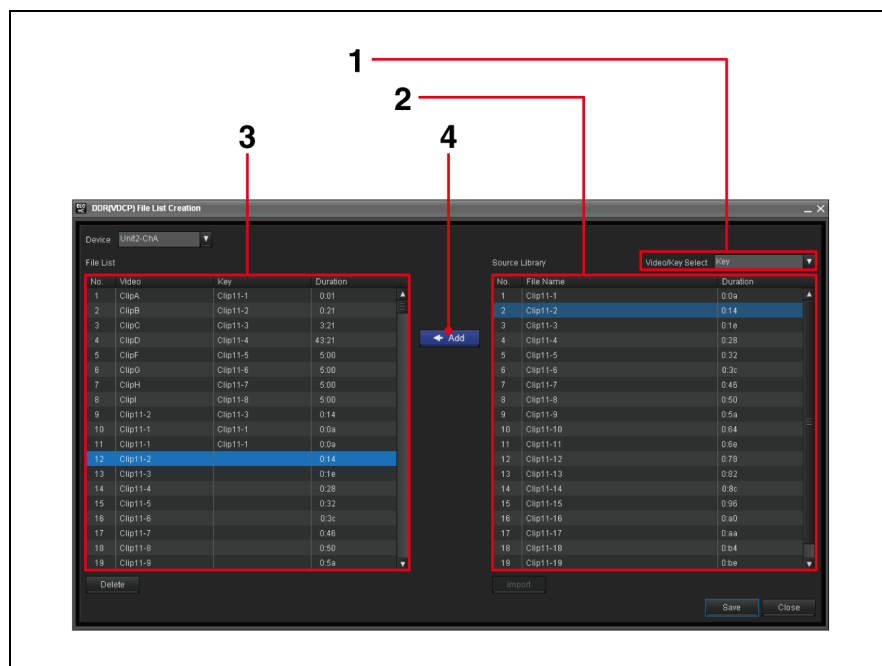 1
2
3
4
DDR(VDCP) File List Creation
Device Unit2-ChA
File List
Source Library
Video/Key Select Key
No. Video Key Duration
1 ClipA Clip11-1 0:01
2 ClipB Clip11-2 0:21
3 ClipC Clip11-3 3:21
4 ClipD Clip11-4 43:21
5 ClipF Clip11-5 5:00
6 ClipG Clip11-6 5:00
7 ClipH Clip11-7 5:00
8 ClipI Clip11-8 5:00
9 Clip11-2 Clip11-3 0:14
10 Clip11-1 Clip11-1 0:0a
11 Clip11-1 Clip11-1 0:0a
12 Clip11-2 0:14
13 Clip11-3 0:1e
14 Clip11-4 0:28
15 Clip11-5 0:32
16 Clip11-6 0:3c
17 Clip11-7 0:46
18 Clip11-8 0:50
19 Clip11-9 0:5a
Delete
Add
No. File Name Duration
1 Clip11-1 0:0a
2 Clip11-2 0:14
3 Clip11-3 0:1e
4 Clip11-4 0:28
5 Clip11-5 0:32
6 Clip11-6 0:3c
7 Clip11-7 0:46
8 Clip11-8 0:50
9 Clip11-9 0:5a
10 Clip11-10 0:64
11 Clip11-11 0:6e
12 Clip11-12 0:78
13 Clip11-13 0:82
14 Clip11-14 0:8c
15 Clip11-15 0:96
16 Clip11-16 0:a0
17 Clip11-17 0:aa
18 Clip11-18 0:b4
19 Clip11-19 0:be
Import
Save Close